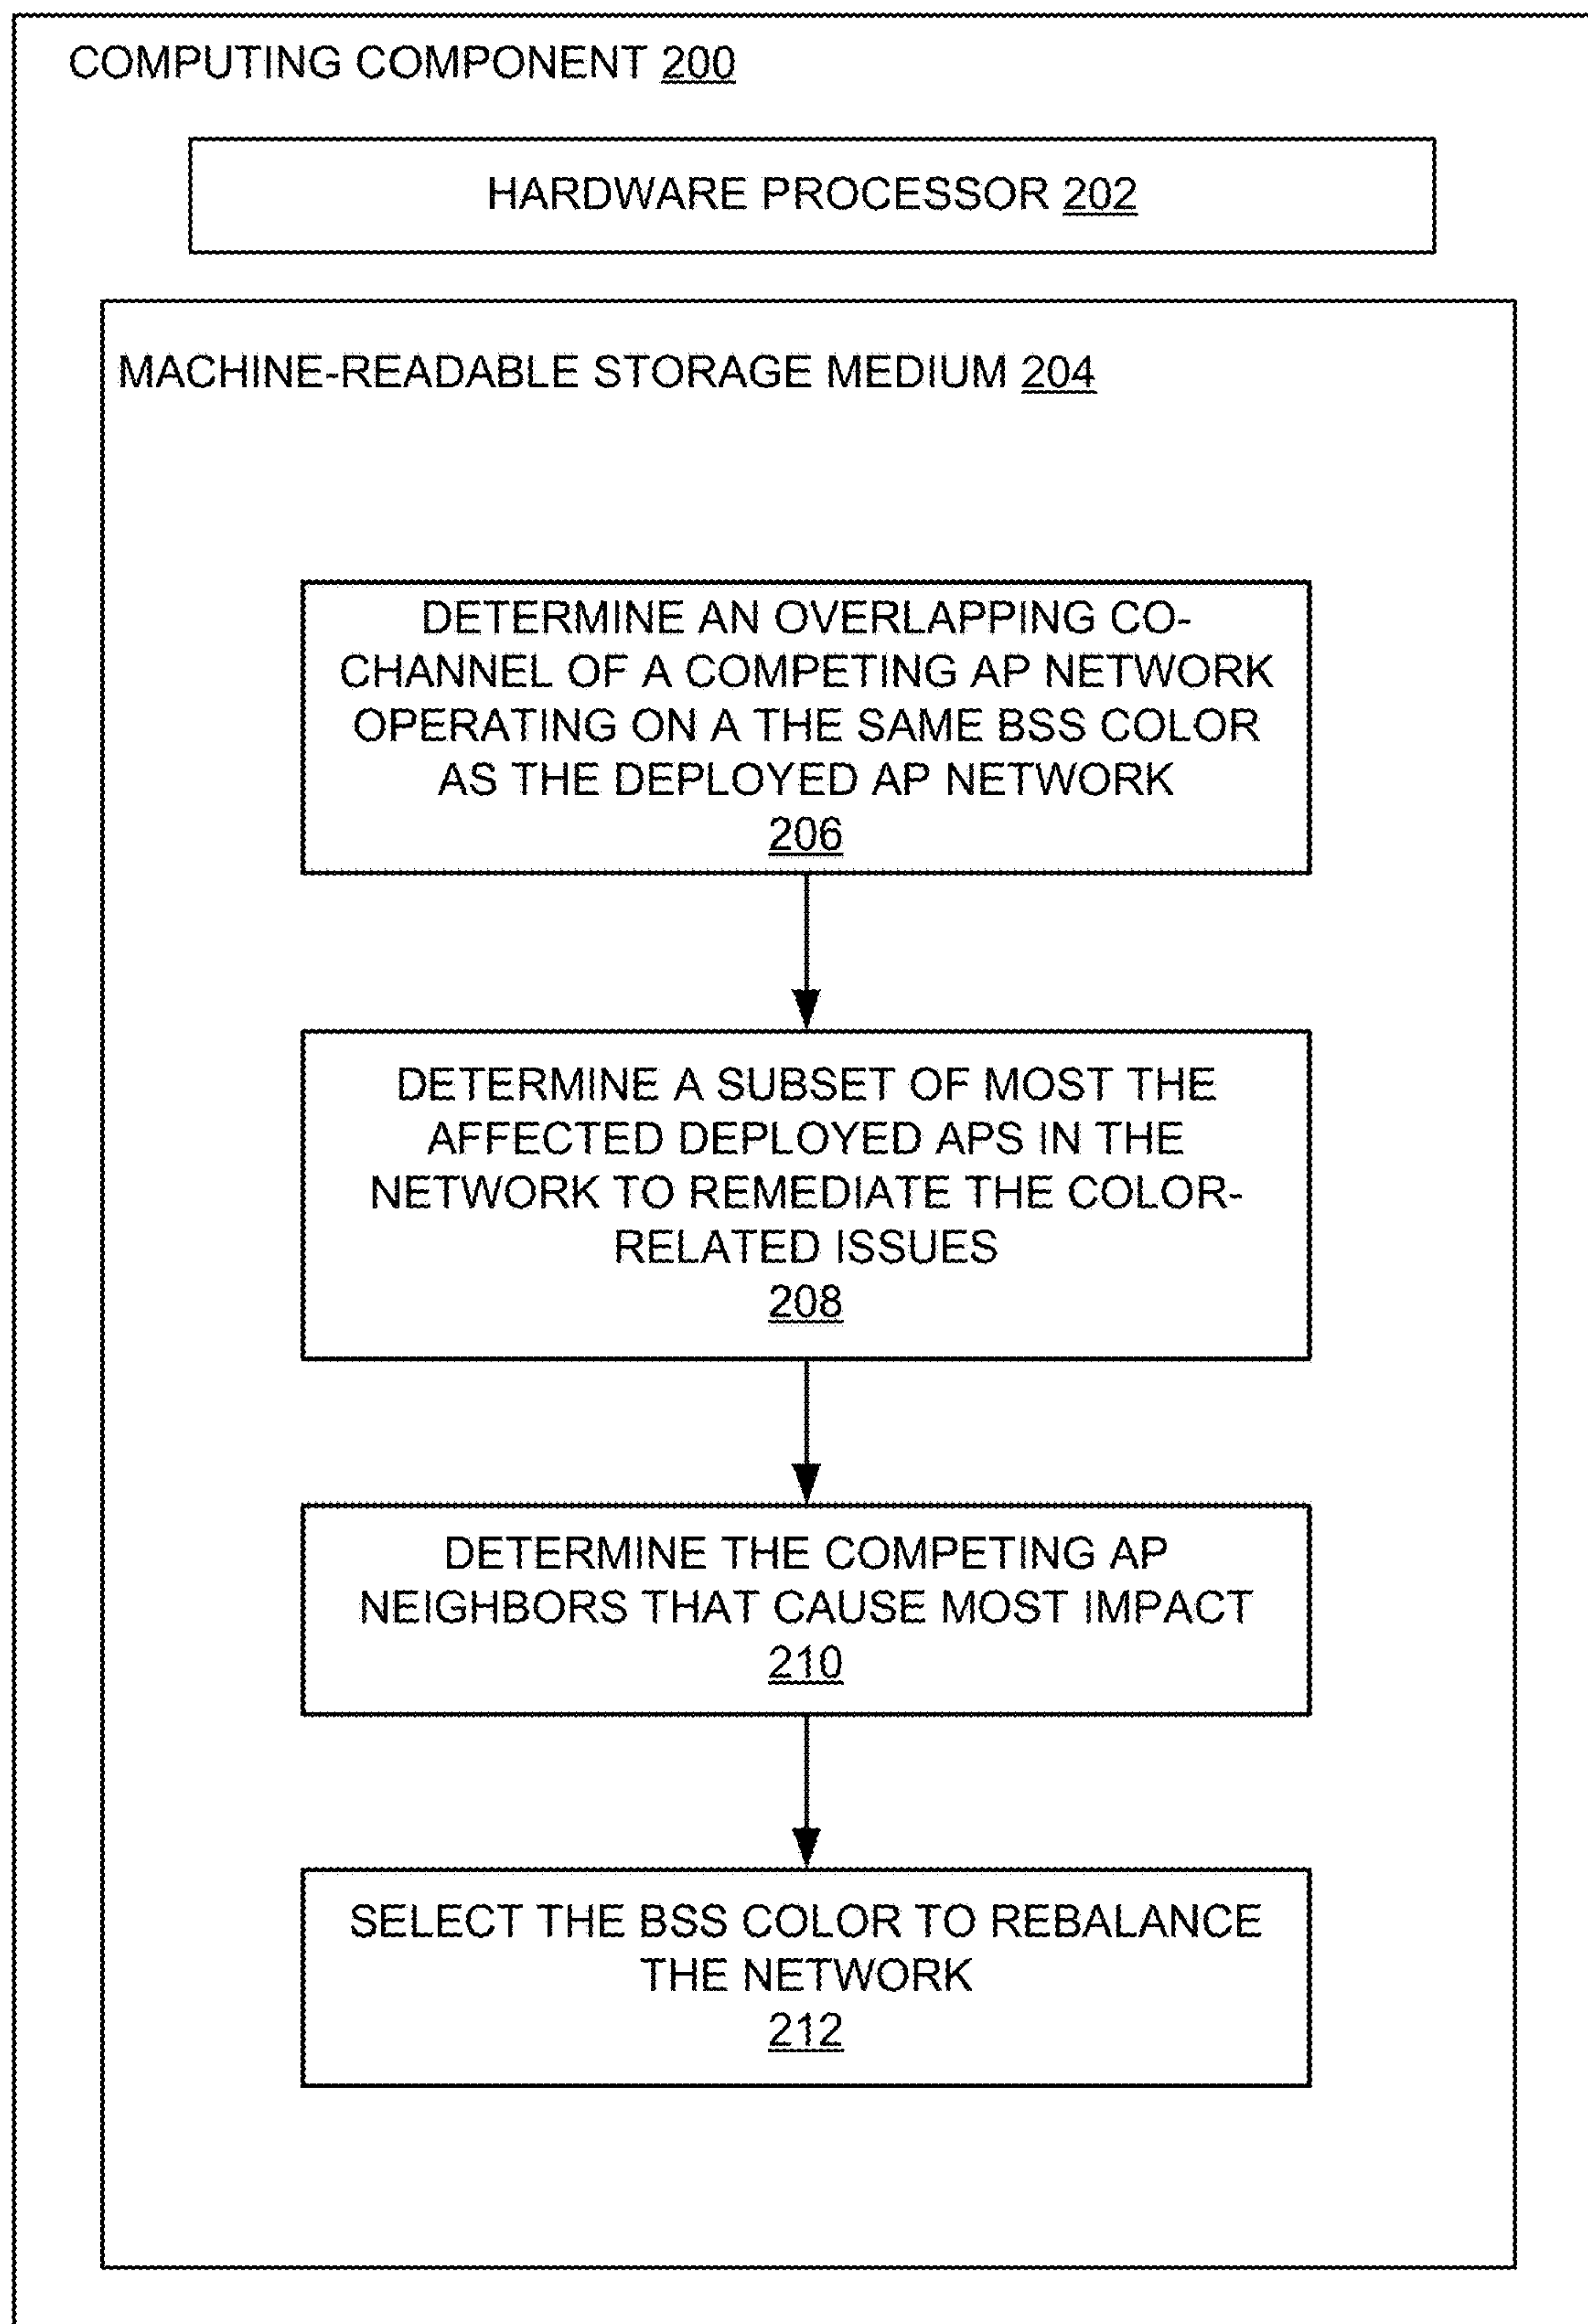 COMPUTING COMPONENT 200
HARDWARE PROCESSOR 202
MACHINE-READABLE STORAGE MEDIUM 204
DETERMINE AN OVERLAPPING CO-
CHANNEL OF A COMPETING AP NETWORK
OPERATING ON A THE SAME BSS COLOR
AS THE DEPLOYED AP NETWORK
206
DETERMINE A SUBSET OF MOST THE
AFFECTED DEPLOYED APS IN THE
NETWORK TO REMEDIATE THE COLOR-
RELATED ISSUES
208
DETERMINE THE COMPETING AP
NEIGHBORS THAT CAUSE MOST IMPACT
210
SELECT THE BSS COLOR TO REBALANCE
THE NETWORK
212